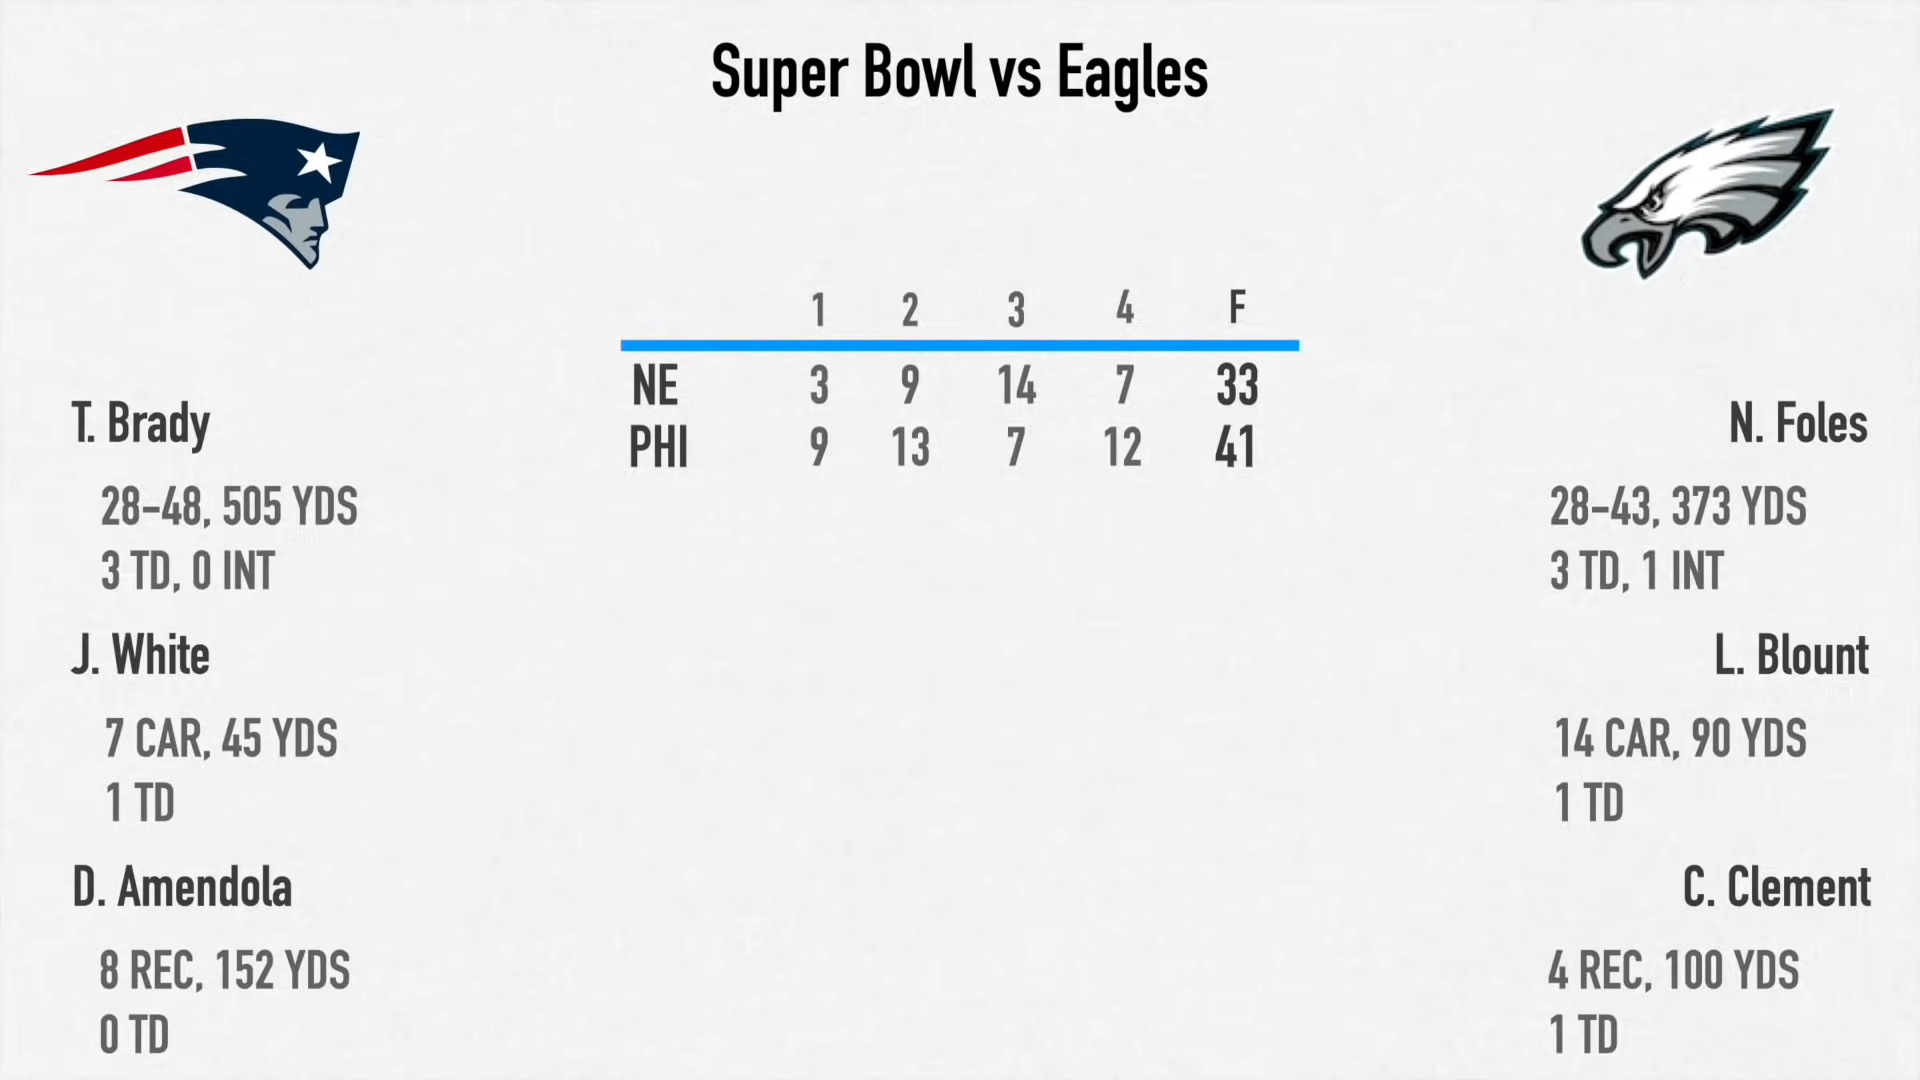 Super Bowl vs Eagles
1 2 3 4 F
NE 3 9 14 7 33
PHI 9 13 7 12 41
T. Brady
28-48, 505 YDS
3 TD, 0 INT
J. White
7 CAR, 45 YDS
1 TD
D. Amendola
8 REC, 152 YDS
0 TD
N. Foles
28-43, 373 YDS
3 TD, 1 INT
L. Blount
14 CAR, 90 YDS
1 TD
C. Clement
4 REC, 100 YDS
1 TD